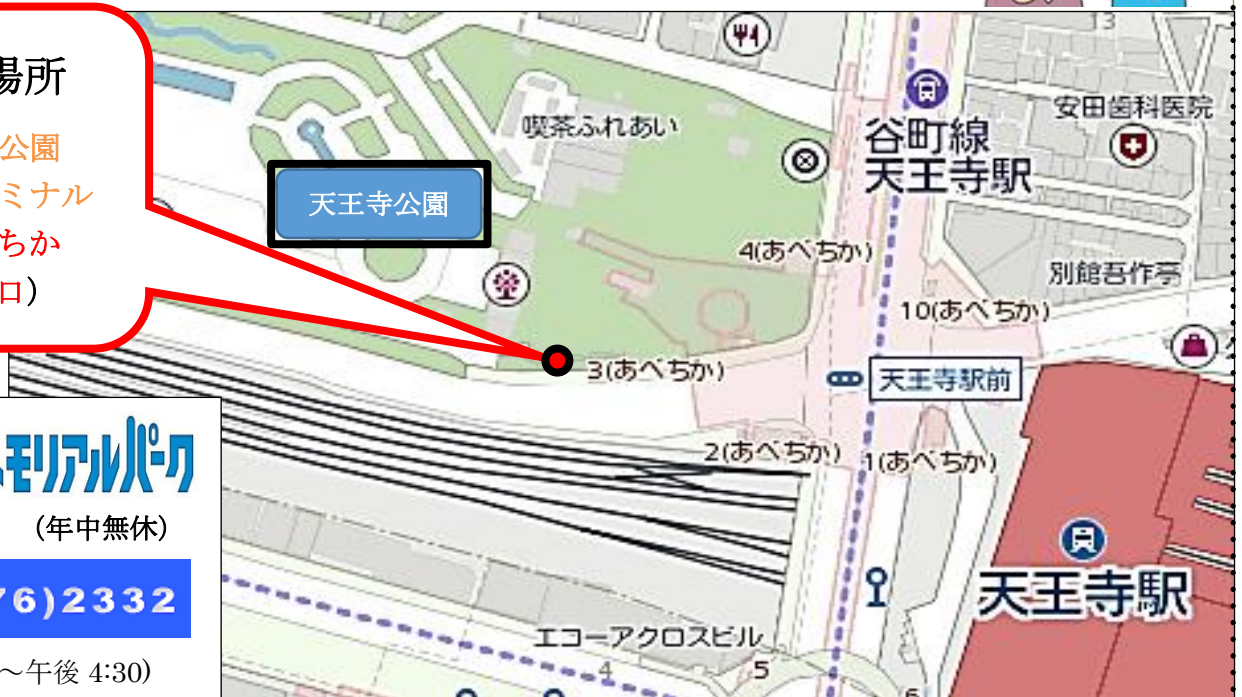 場所
公園
ミナル
ちか
口)
喫茶ふれあい
天王寺公園
谷町線
天王寺駅
安田歯科医院
4(あべちか)
別館吾作亭
10(あべちか)
3(あべちか)
天王寺駅前
2(あべちか)
1(あべちか)
モリアルパーク
(年中無休)
76)2332
～午後 4:30)
天王寺駅
エコーアクロスビル
4
5
6
3